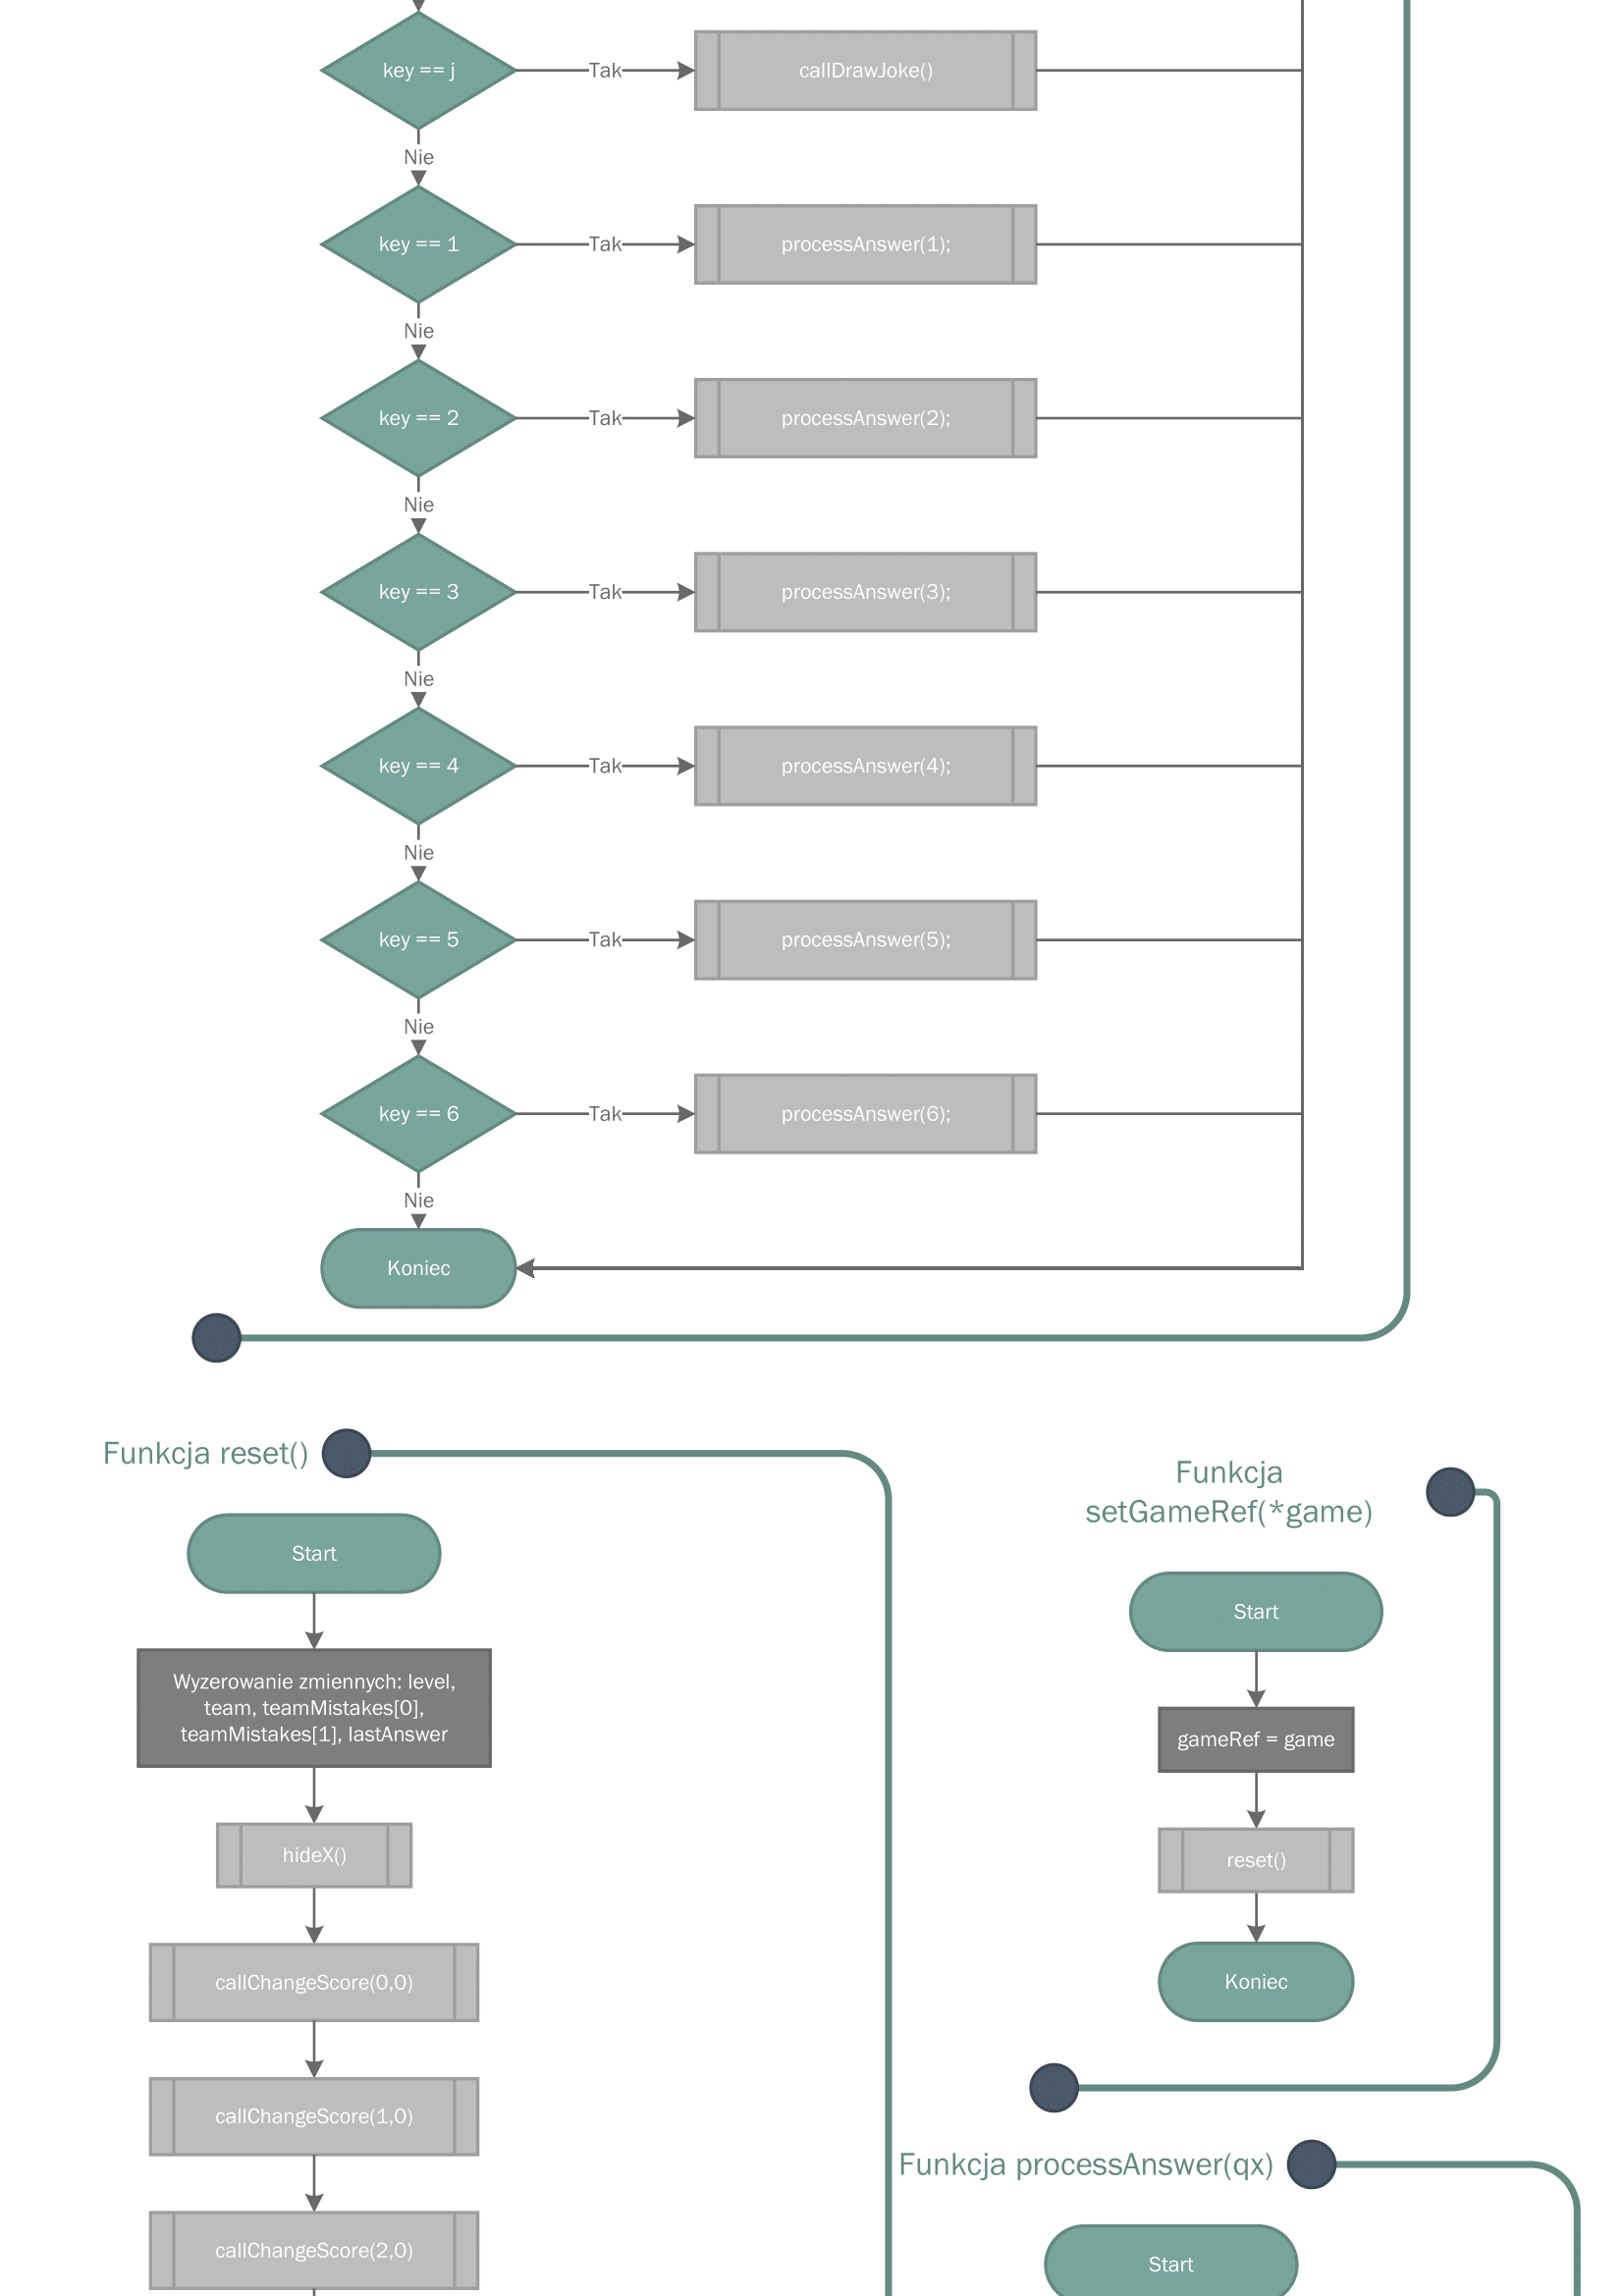 key == j
Tak
callDrawJoke()
Nie
key == 1
Tak
processAnswer(1);
Nie
key == 2
Tak
processAnswer(2);
Nie
key == 3
Tak
processAnswer(3);
Nie
key == 4
Tak
processAnswer(4);
Nie
key == 5
Tak
processAnswer(5);
Nie
key == 6
Tak
processAnswer(6);
Nie
Koniec
Funkcja reset()
Start
Wyzerowanie zmiennych: level,
team, teamMistakes[0],
teamMistakes[1], lastAnswer
hideX()
callChangeScore(0,0)
callChangeScore(1,0)
callChangeScore(2,0)
Funkcja
setGameRef(*game)
Start
gameRef = game
reset()
Koniec
Funkcja processAnswer(qx)
Start